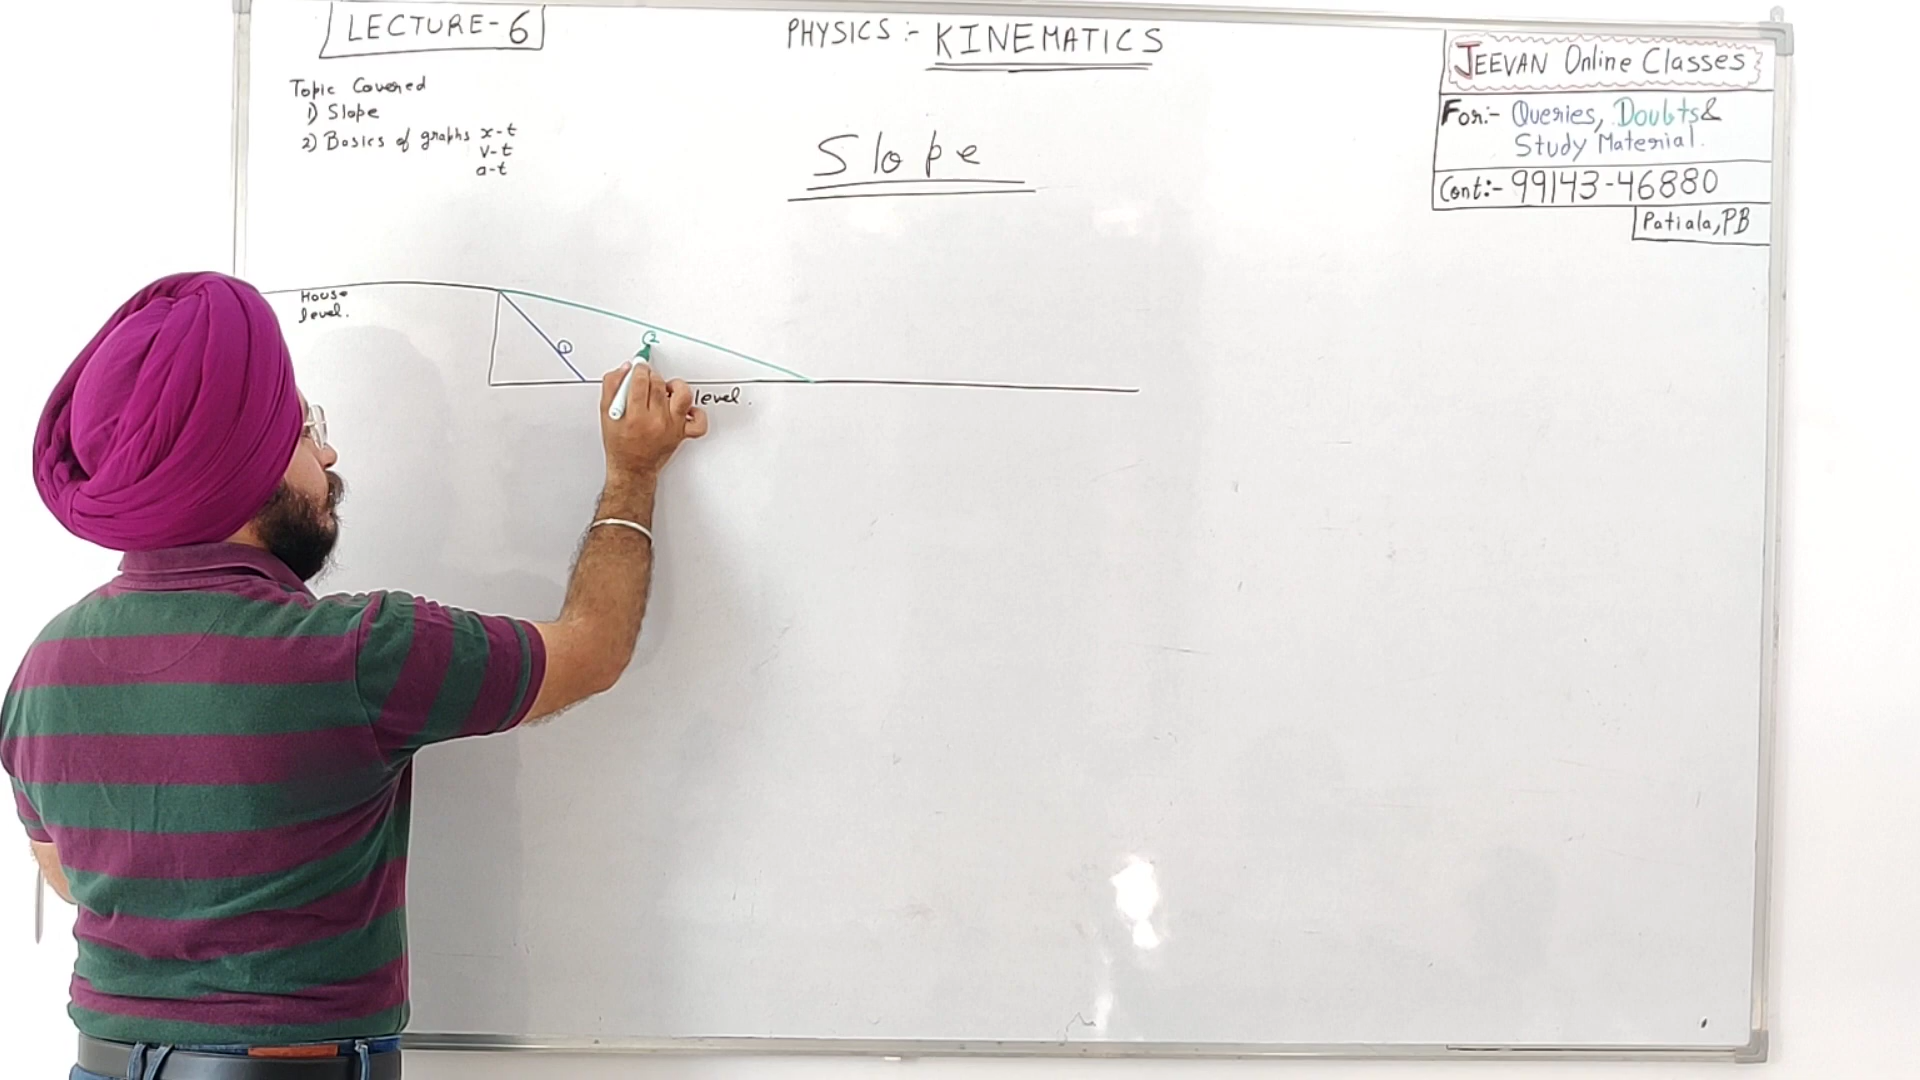 LECTURE-6
PHYSICS :- KINEMATICS
JEEVAN Online Classes
For:- Queries, Doubts &
Study Material.
Cont:- 99143-46880
Patiala, PB
Topic Covered
1) Slope
2) Basics of graphs x-t
v-t
a-t
Slope
House
level.
①
②
level.